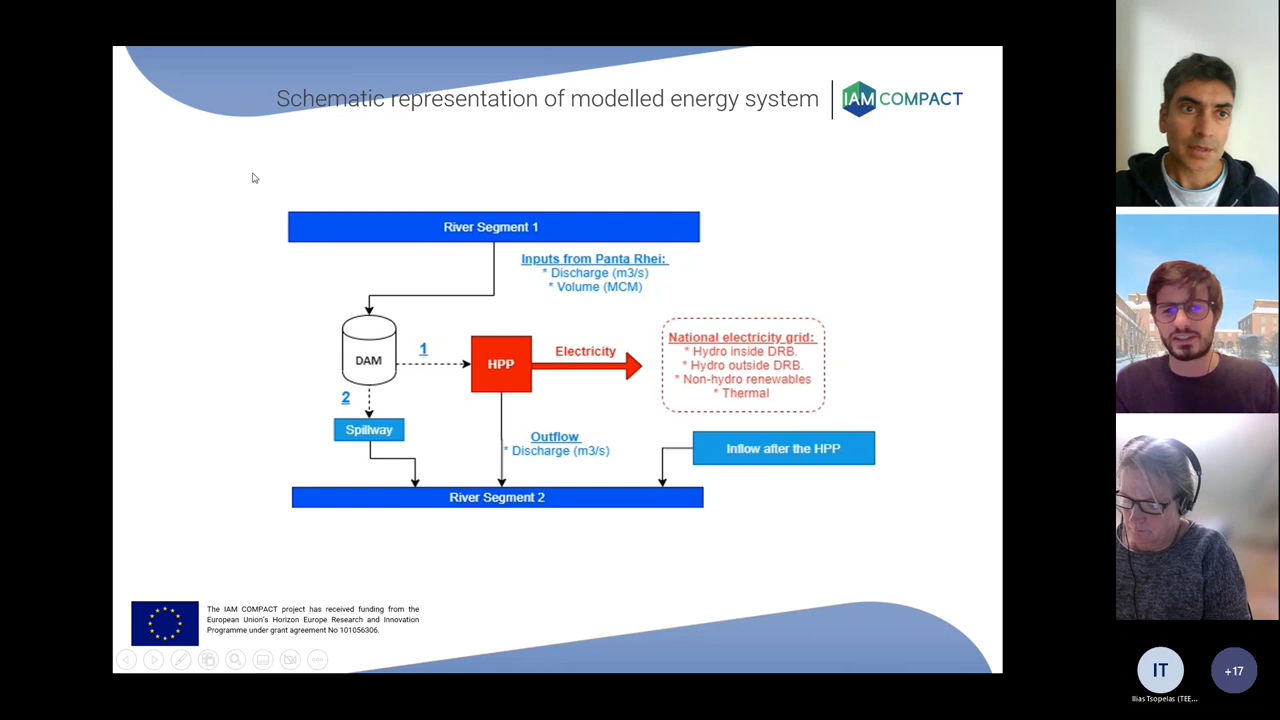 Schematic representation of modelled energy system
IAM COMPACT
River Segment 1
Inputs from Panta Rhei:
* Discharge (m3/s)
* Volume (MCM)
DAM
1
HPP
Electricity
National electricity grid:
* Hydro inside DRB.
* Hydro outside DRB.
* Non-hydro renewables
* Thermal
2
Spillway
Outflow
* Discharge (m3/s)
Inflow after the HPP
River Segment 2
The IAM COMPACT project has received funding from the
European Union's Horizon Europe Research and Innovation
Programme under grant agreement No 101056306.
IT
+17
Ilias Tsopelas (TEE...